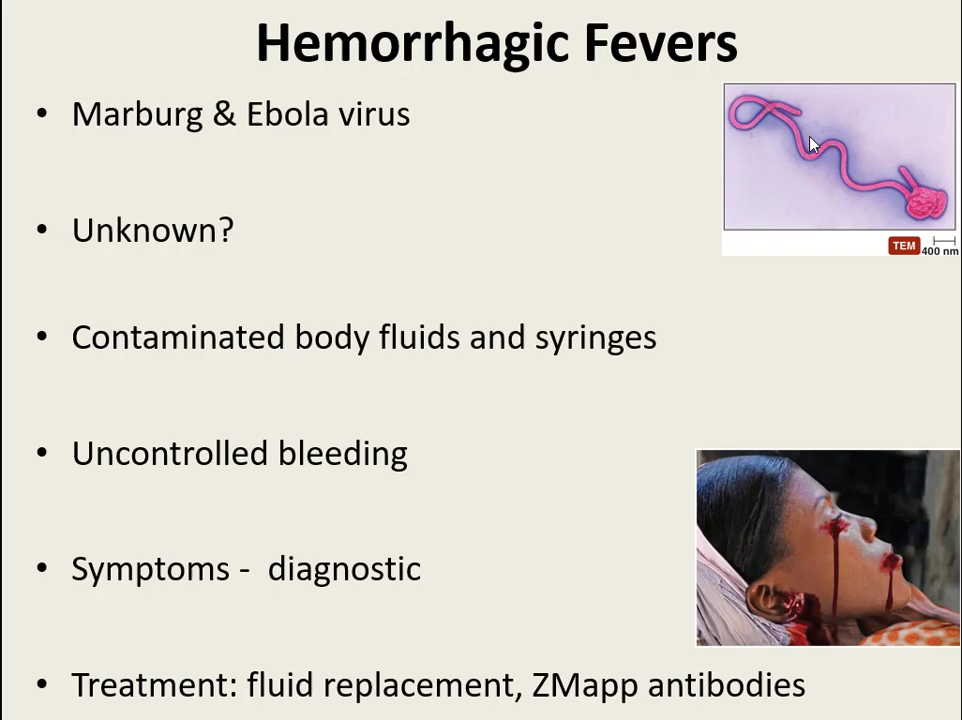 Hemorrhagic Fevers
• Marburg & Ebola virus
• Unknown?
TEM 400 nm
• Contaminated body fluids and syringes
• Uncontrolled bleeding
• Symptoms -  diagnostic
• Treatment: fluid replacement, ZMapp antibodies